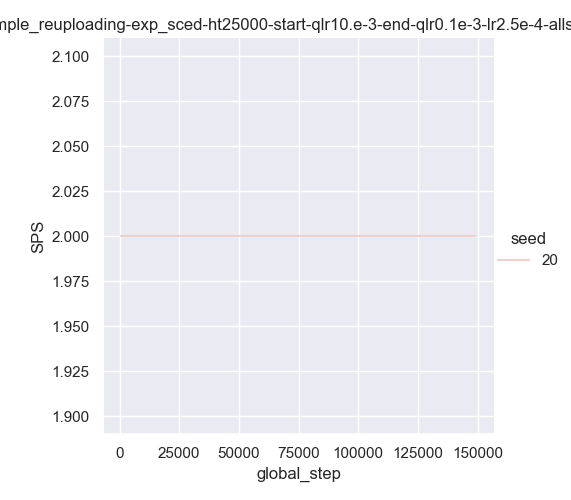 mple_reuploading-exp_sced-ht25000-start-qlr10.e-3-end-qlr0.1e-3-lr2.5e-4-alls
2.100
2.075
2.050
2.025
2.000
1.975
1.950
1.925
1.900
SPS
0 25000 50000 75000 100000 125000 150000
global_step
seed
20